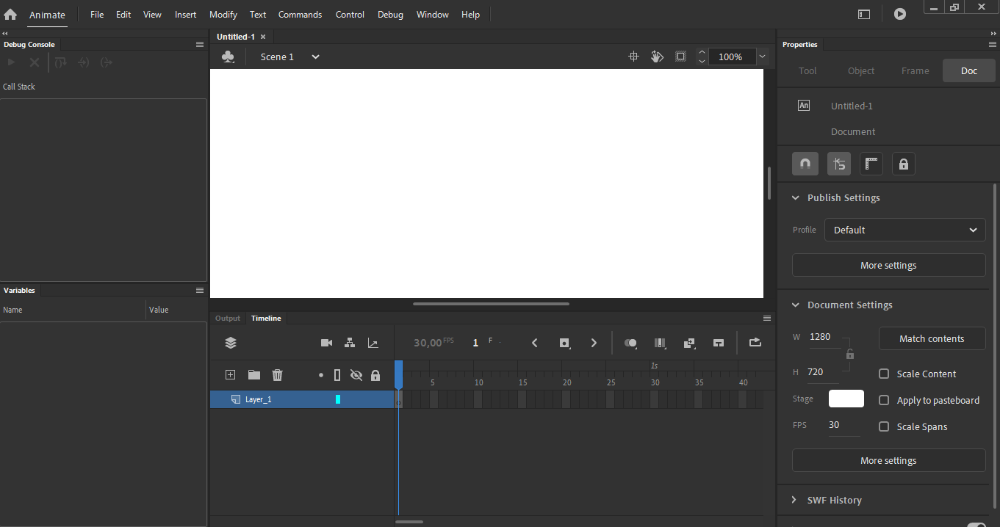 Animate File Edit View Insert Modify Text Commands Control Debug Window Help
Debug Console
Call Stack
Variables
Name Value
Untitled-1
Scene 1 100%
Output Timeline
30,00 FPS 1 F
1s
5 10 15 20 25 30 35 40
Layer_1
Properties
Tool Object Frame Doc
An Untitled-1
Document
Publish Settings
Profile Default
More settings
Document Settings
W 1280 Match contents
H 720 Scale Content
Stage Apply to pasteboard
FPS 30 Scale Spans
More settings
SWF History